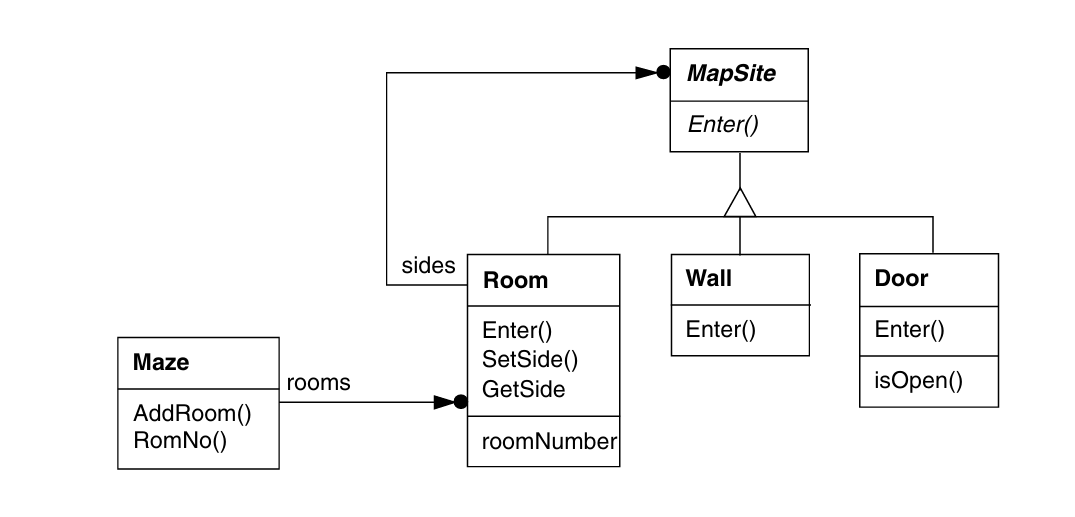 MapSite
Enter()
sides
Room
Enter()
SetSide()
GetSide
roomNumber
Wall
Enter()
Door
Enter()
isOpen()
Maze
AddRoom()
RomNo()
rooms